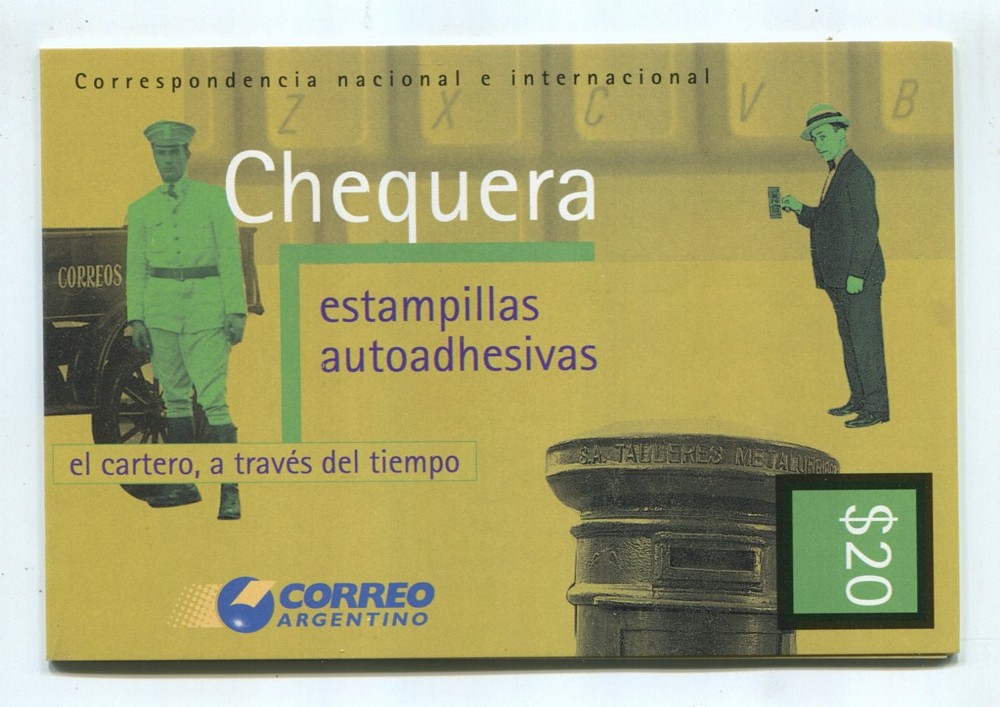 Correspondencia nacional e internacional
Z X C V B
Chequera
CORREOS
estampillas
autoadhesivas
S.A. TALLERES METALURGICOS
el cartero, a través del tiempo
$20
CORREO
ARGENTINO